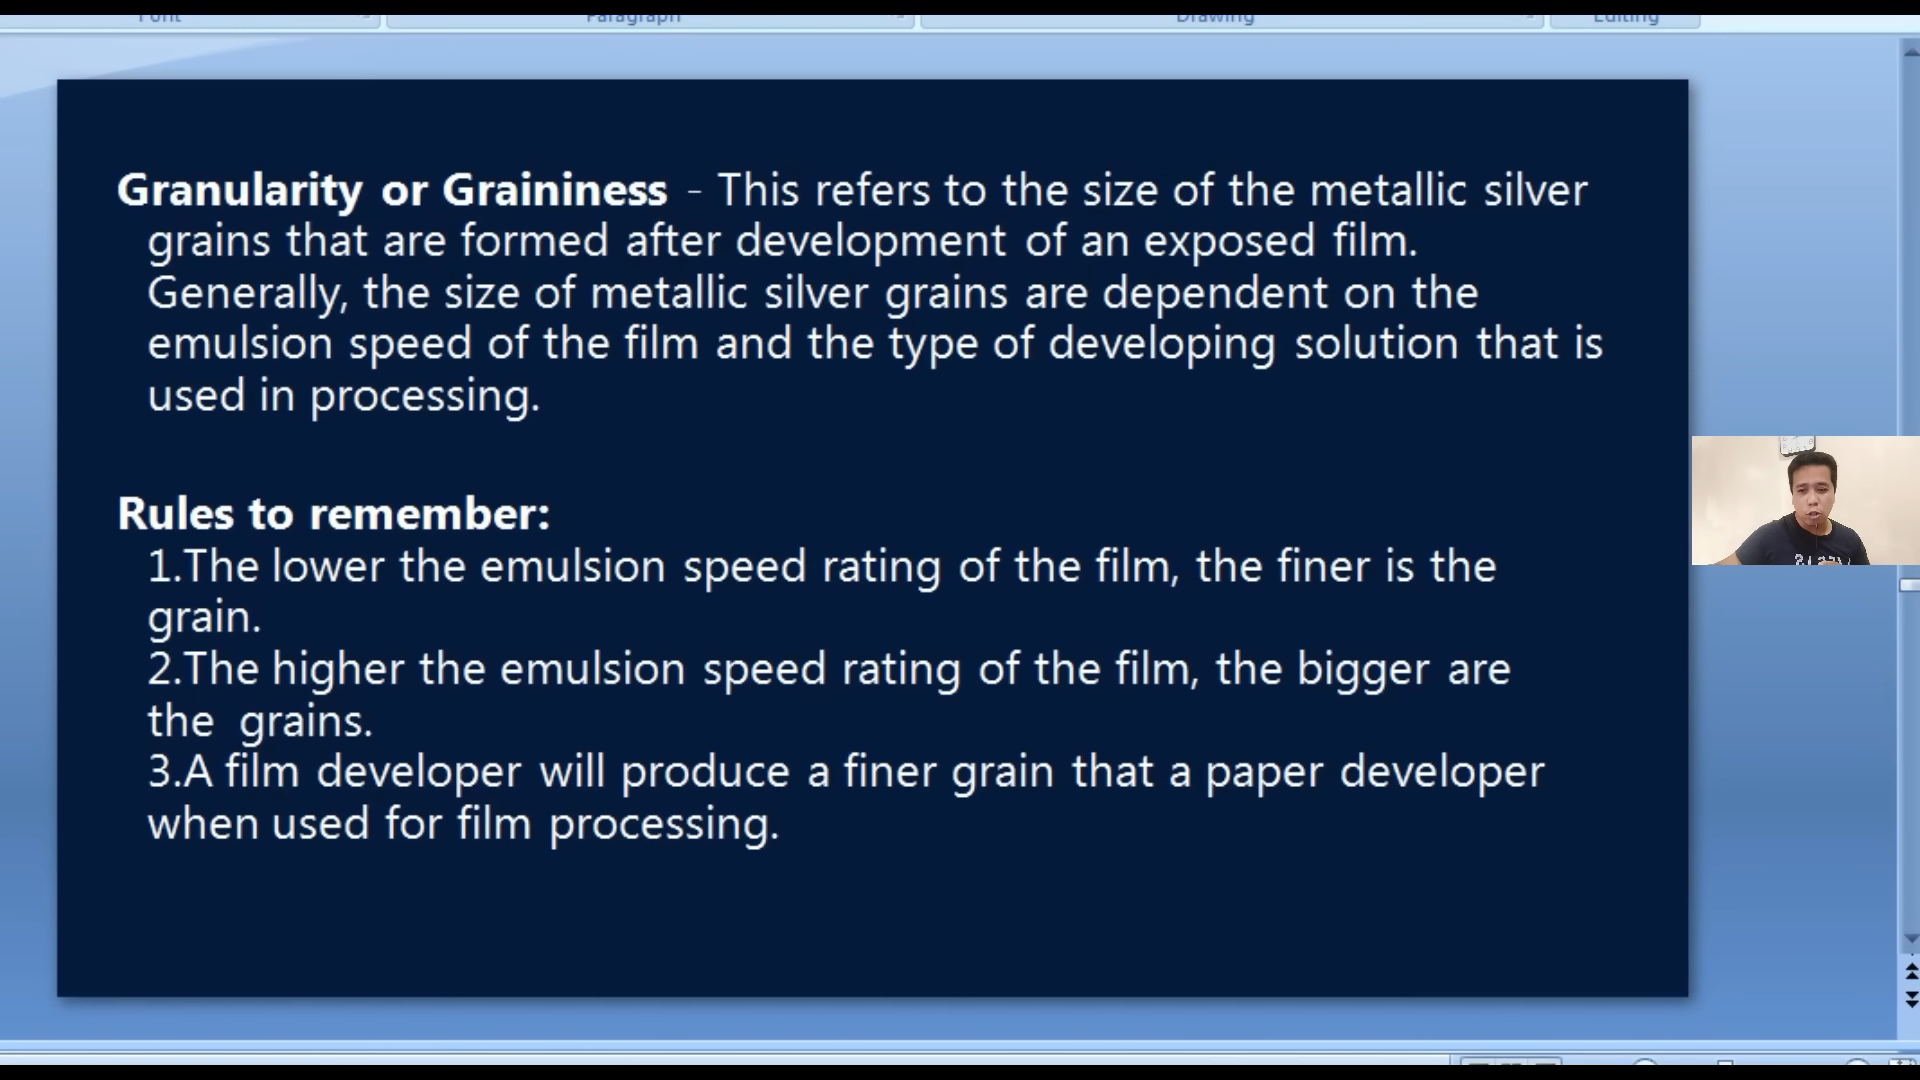 Font Paragraph Drawing Editing
Granularity or Graininess - This refers to the size of the metallic silver
grains that are formed after development of an exposed film.
Generally, the size of metallic silver grains are dependent on the
emulsion speed of the film and the type of developing solution that is
used in processing.
Rules to remember:
1.The lower the emulsion speed rating of the film, the finer is the
grain.
2.The higher the emulsion speed rating of the film, the bigger are
the grains.
3.A film developer will produce a finer grain that a paper developer
when used for film processing.